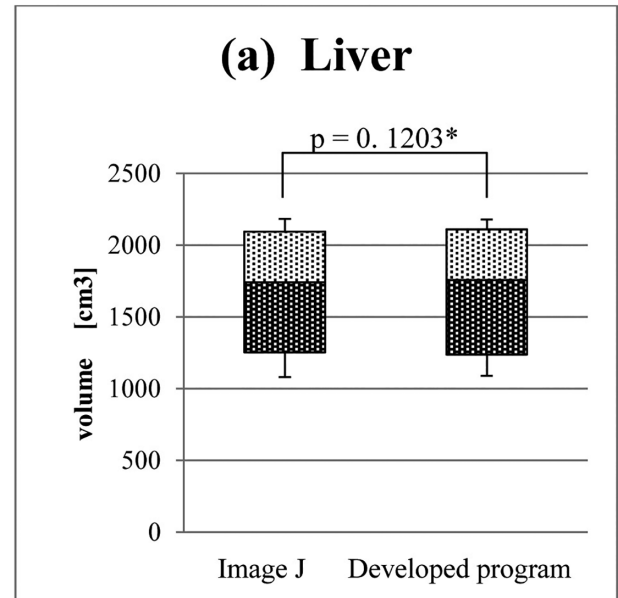 (a) Liver
p = 0. 1203*
2500
2000
1500
1000
500
0
volume [cm3]
Image J
Developed program